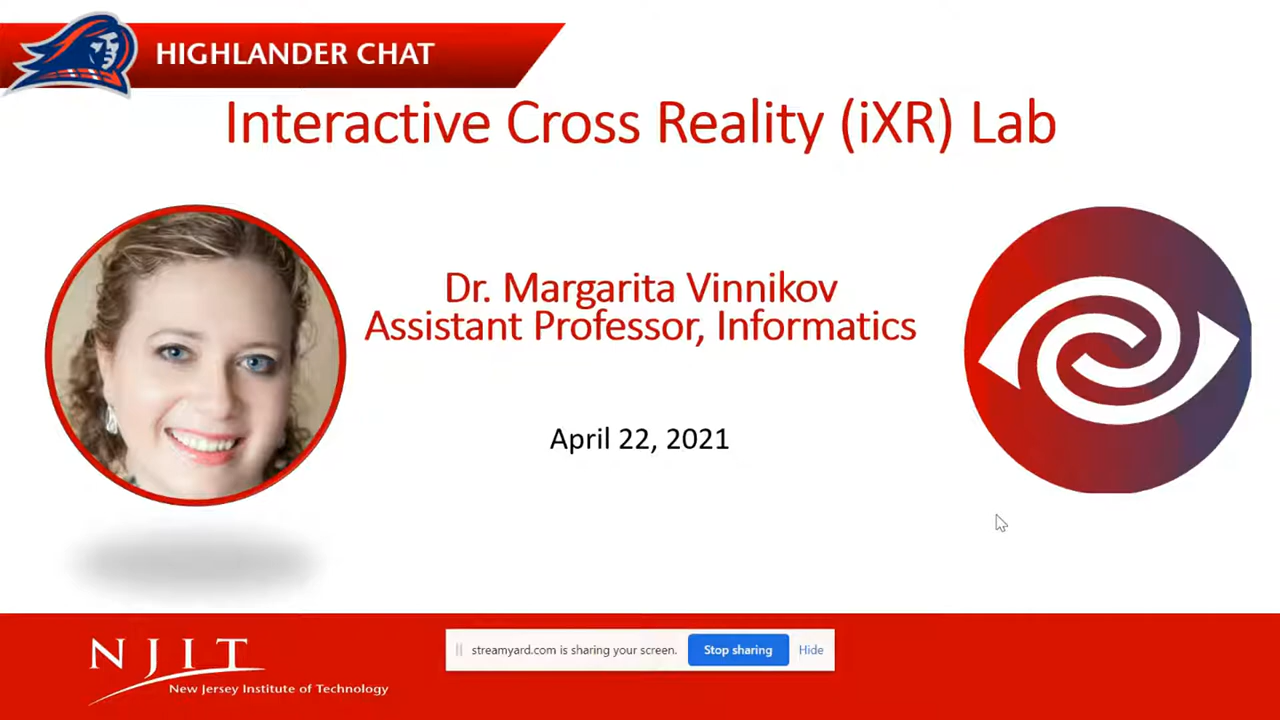 HIGHLANDER CHAT
Interactive Cross Reality (iXR) Lab
Dr. Margarita Vinnikov
Assistant Professor, Informatics
April 22, 2021
NJIT
New Jersey Institute of Technology
streamyard.com is sharing your screen.
Stop sharing
Hide